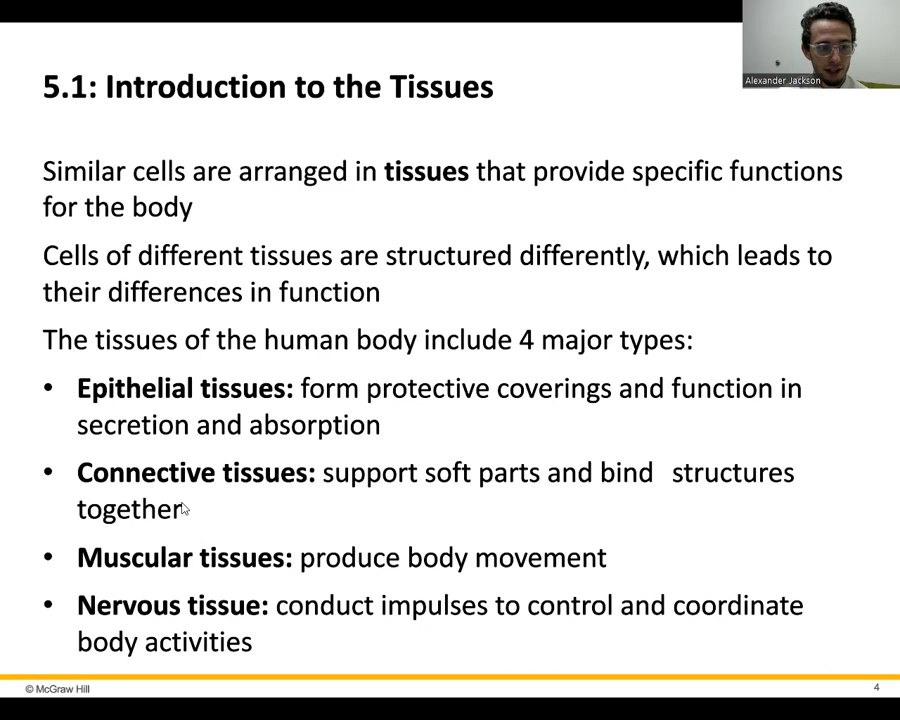 Alexander Jackson
5.1: Introduction to the Tissues
Similar cells are arranged in tissues that provide specific functions
for the body
Cells of different tissues are structured differently, which leads to
their differences in function
The tissues of the human body include 4 major types:
• Epithelial tissues: form protective coverings and function in
secretion and absorption
• Connective tissues: support soft parts and bind structures
together
• Muscular tissues: produce body movement
• Nervous tissue: conduct impulses to control and coordinate
body activities
© McGraw Hill
4